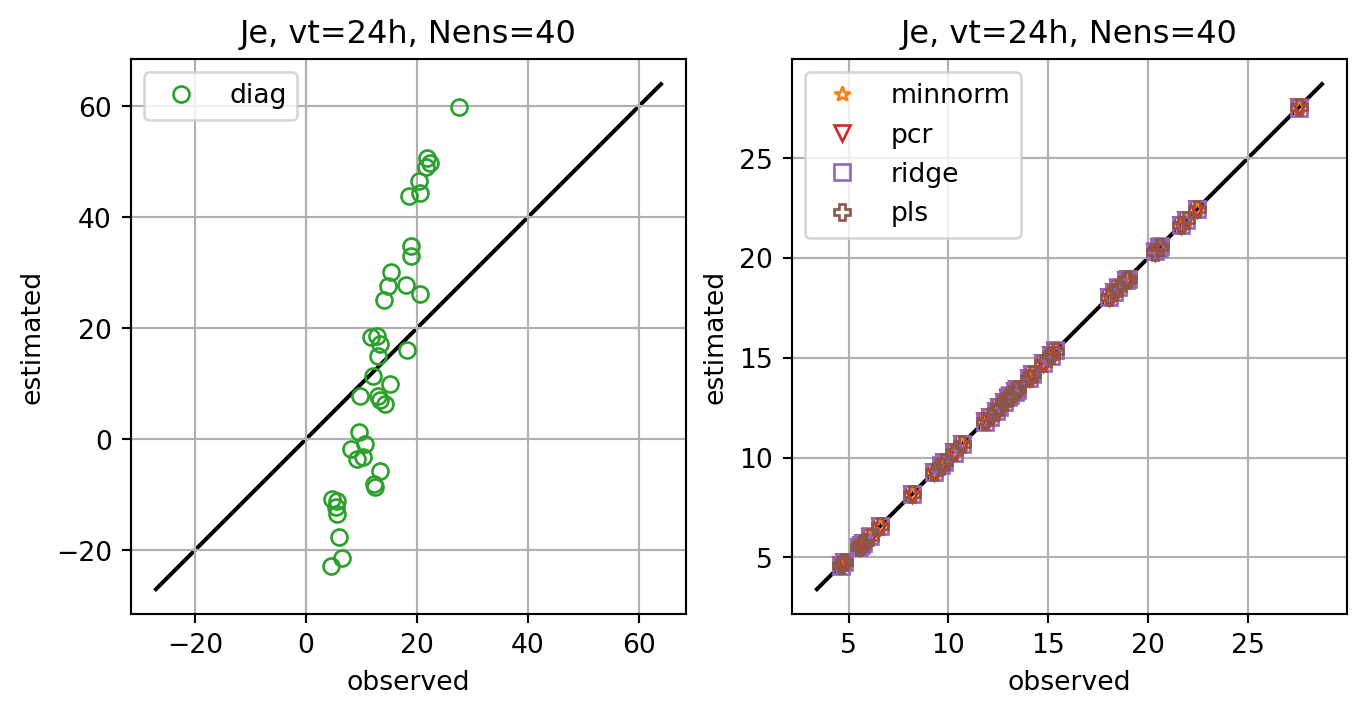 Je, vt=24h, Nens=40
diag
60
40
20
0
−20
estimated
−20
0
20
40
60
observed
Je, vt=24h, Nens=40
minnorm
pcr
ridge
pls
25
20
15
10
5
estimated
5
10
15
20
25
observed